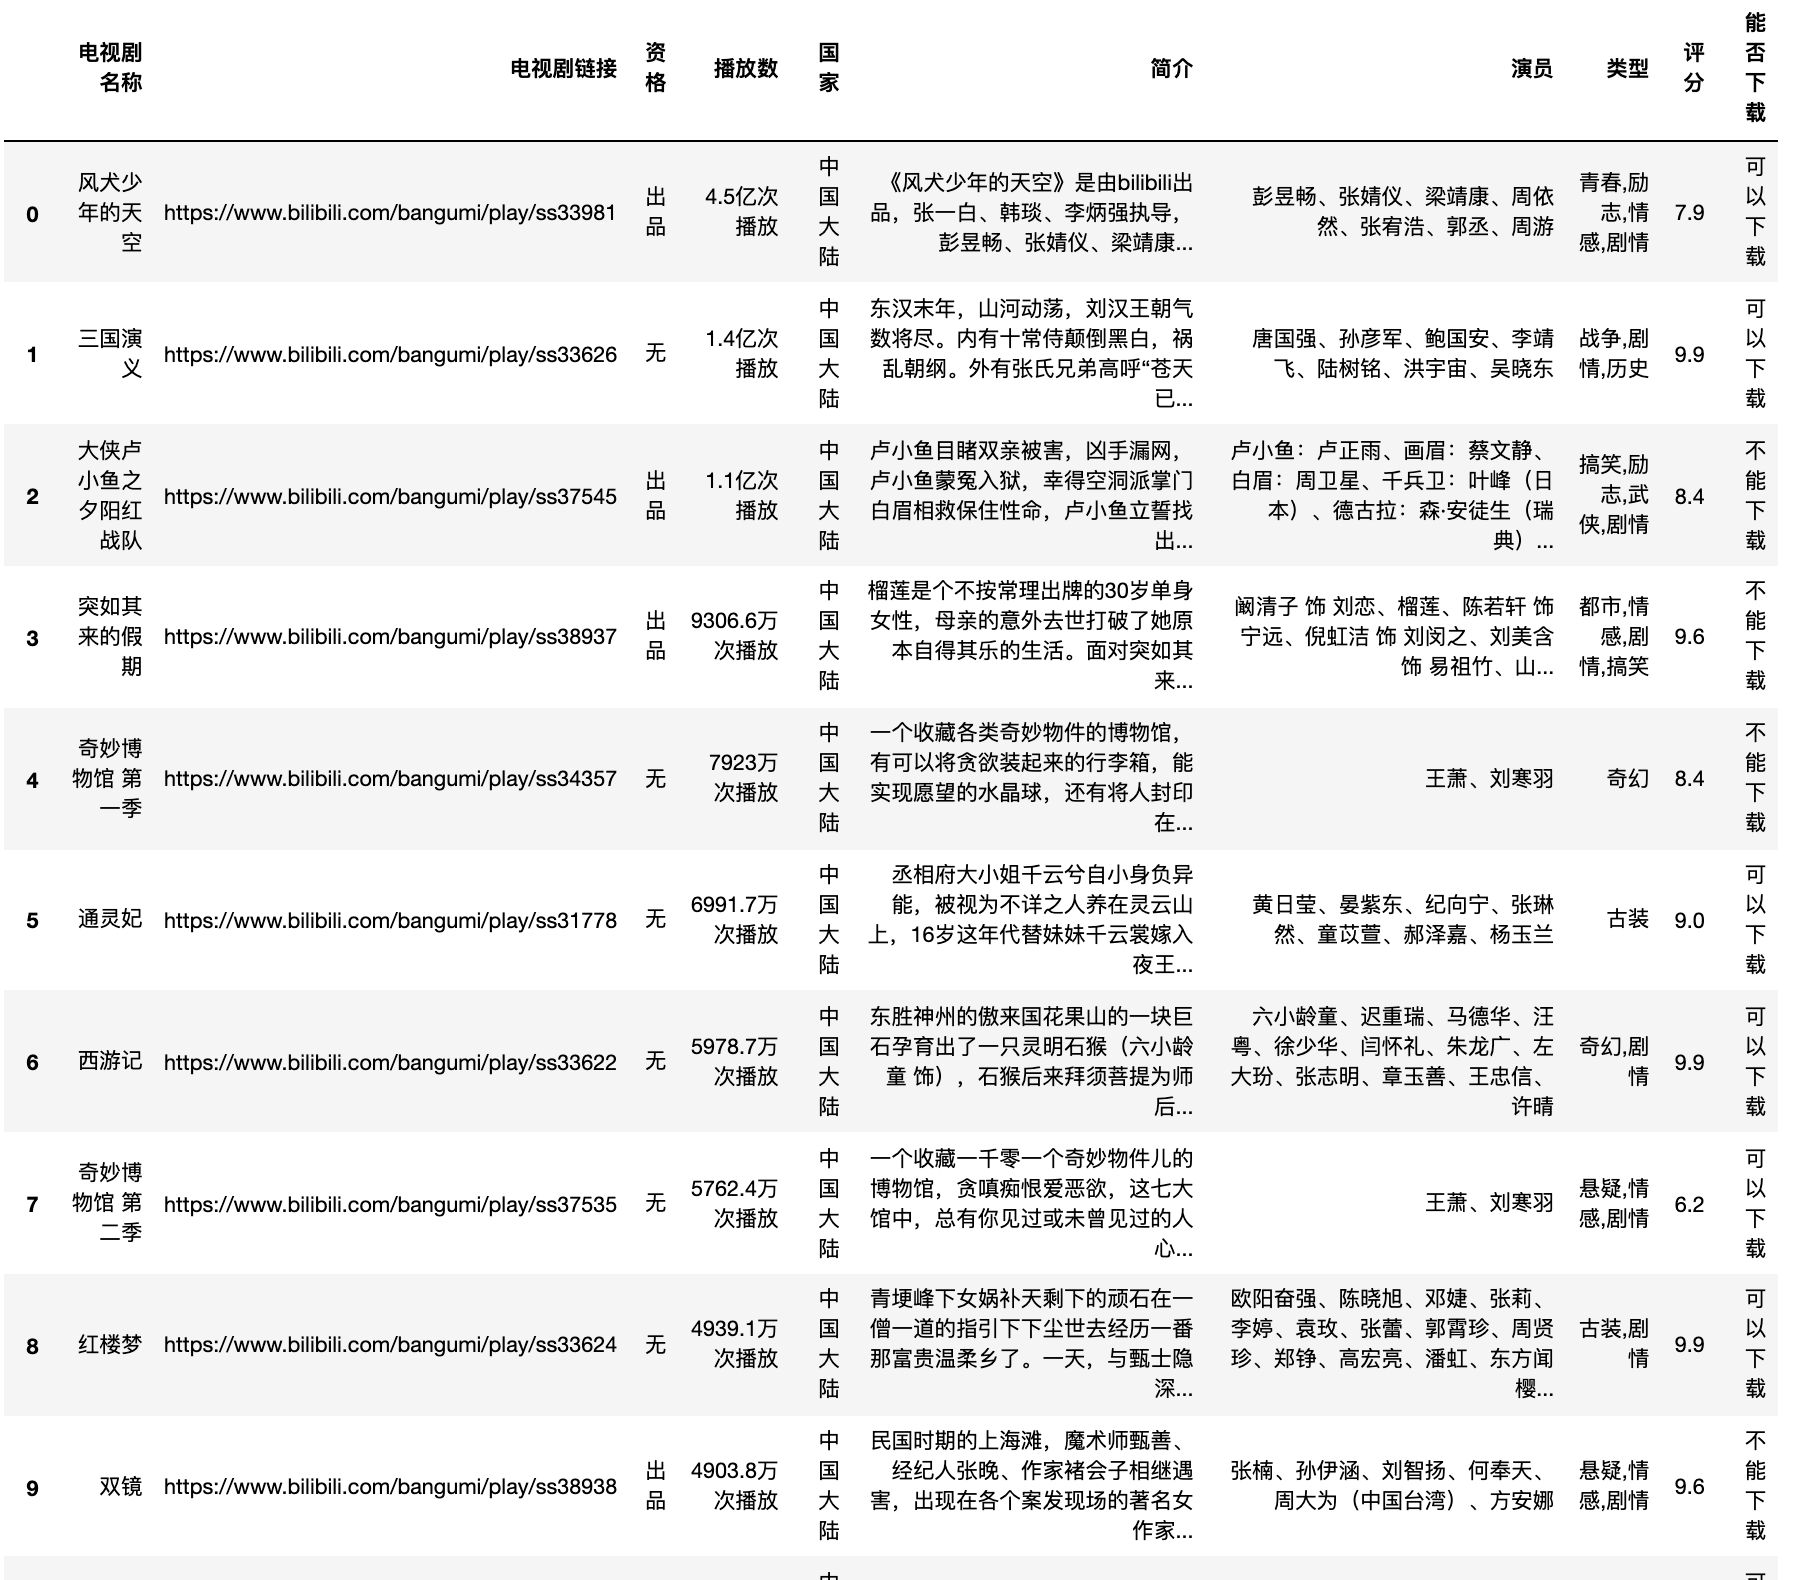 电视剧
名称
电视剧链接
资
格
播放数
国
家
简介
演员
类型
评
分
能
否
下
载
0
风犬少
年的天
空
https://www.bilibili.com/bangumi/play/ss33981
出
品
4.5亿次
播放
中
国
大
陆
《风犬少年的天空》是由bilibili出
品，张一白、韩琰、李炳强执导，
彭昱畅、张婧仪、梁靖康...
彭昱畅、张婧仪、梁靖康、周依
然、张宥浩、郭丞、周游
青春,励
志,情
感,剧情
7.9
可
以
下
载
1
三国演
义
https://www.bilibili.com/bangumi/play/ss33626
无
1.4亿次
播放
中
国
大
陆
东汉末年，山河动荡，刘汉王朝气
数将尽。内有十常侍颠倒黑白，祸
乱朝纲。外有张氏兄弟高呼“苍天
已...
唐国强、孙彦军、鲍国安、李靖
飞、陆树铭、洪宇宙、吴晓东
战争,剧
情,历史
9.9
可
以
下
载
2
大侠卢
小鱼之
夕阳红
战队
https://www.bilibili.com/bangumi/play/ss37545
出
品
1.1亿次
播放
中
国
大
陆
卢小鱼目睹双亲被害，凶手漏网，
卢小鱼蒙冤入狱，幸得空洞派掌门
白眉相救保住性命，卢小鱼立誓找
出...
卢小鱼：卢正雨、画眉：蔡文静、
白眉：周卫星、千兵卫：叶峰（日
本）、德古拉：森·安徒生（瑞
典）...
搞笑,励
志,武
侠,剧情
8.4
不
能
下
载
3
突如其
来的假
期
https://www.bilibili.com/bangumi/play/ss38937
出
品
9306.6万
次播放
中
国
大
陆
榴莲是个不按常理出牌的30岁单身
女性，母亲的意外去世打破了她原
本自得其乐的生活。面对突如其
来...
阚清子 饰 刘恋、榴莲、陈若轩 饰
宁远、倪虹洁 饰 刘闵之、刘美含
饰 易祖竹、山...
都市,情
感,剧
情,搞笑
9.6
不
能
下
载
4
奇妙博
物馆 第
一季
https://www.bilibili.com/bangumi/play/ss34357
无
7923万
次播放
中
国
大
陆
一个收藏各类奇妙物件的博物馆，
有可以将贪欲装起来的行李箱，能
实现愿望的水晶球，还有将人封印
在...
王萧、刘寒羽
奇幻
8.4
不
能
下
载
5
通灵妃
https://www.bilibili.com/bangumi/play/ss31778
无
6991.7万
次播放
中
国
大
陆
丞相府大小姐千云兮自小身负异
能，被视为不详之人养在灵云山
上，16岁这年代替妹妹千云裳嫁入
夜王...
黄日莹、晏紫东、纪向宁、张琳
然、童苡萱、郝泽嘉、杨玉兰
古装
9.0
可
以
下
载
6
西游记
https://www.bilibili.com/bangumi/play/ss33622
无
5978.7万
次播放
中
国
大
陆
东胜神州的傲来国花果山的一块巨
石孕育出了一只灵明石猴（六小龄
童 饰），石猴后来拜须菩提为师
后...
六小龄童、迟重瑞、马德华、汪
粤、徐少华、闫怀礼、朱龙广、左
大玢、张志明、章玉善、王忠信、
许晴
奇幻,剧
情
9.9
可
以
下
载
7
奇妙博
物馆 第
二季
https://www.bilibili.com/bangumi/play/ss37535
无
5762.4万
次播放
中
国
大
陆
一个收藏一千零一个奇妙物件儿的
博物馆，贪嗔痴恨爱恶欲，这七大
馆中，总有你见过或未曾见过的人
心...
王萧、刘寒羽
悬疑,情
感,剧情
6.2
可
以
下
载
8
红楼梦
https://www.bilibili.com/bangumi/play/ss33624
无
4939.1万
次播放
中
国
大
陆
青埂峰下女娲补天剩下的顽石在一
僧一道的指引下下尘世去经历一番
那富贵温柔乡了。一天，与甄士隐
深...
欧阳奋强、陈晓旭、邓婕、张莉、
李婷、袁玫、张蕾、郭霄珍、周贤
珍、郑铮、高宏亮、潘虹、东方闻
樱...
古装,剧
情
9.9
可
以
下
载
9
双镜
https://www.bilibili.com/bangumi/play/ss38938
出
品
4903.8万
次播放
中
国
大
陆
民国时期的上海滩，魔术师甄善、
经纪人张晚、作家褚会子相继遇
害，出现在各个案发现场的著名女
作家...
张楠、孙伊涵、刘智扬、何奉天、
周大为（中国台湾）、方安娜
悬疑,情
感,剧情
9.6
不
能
下
载